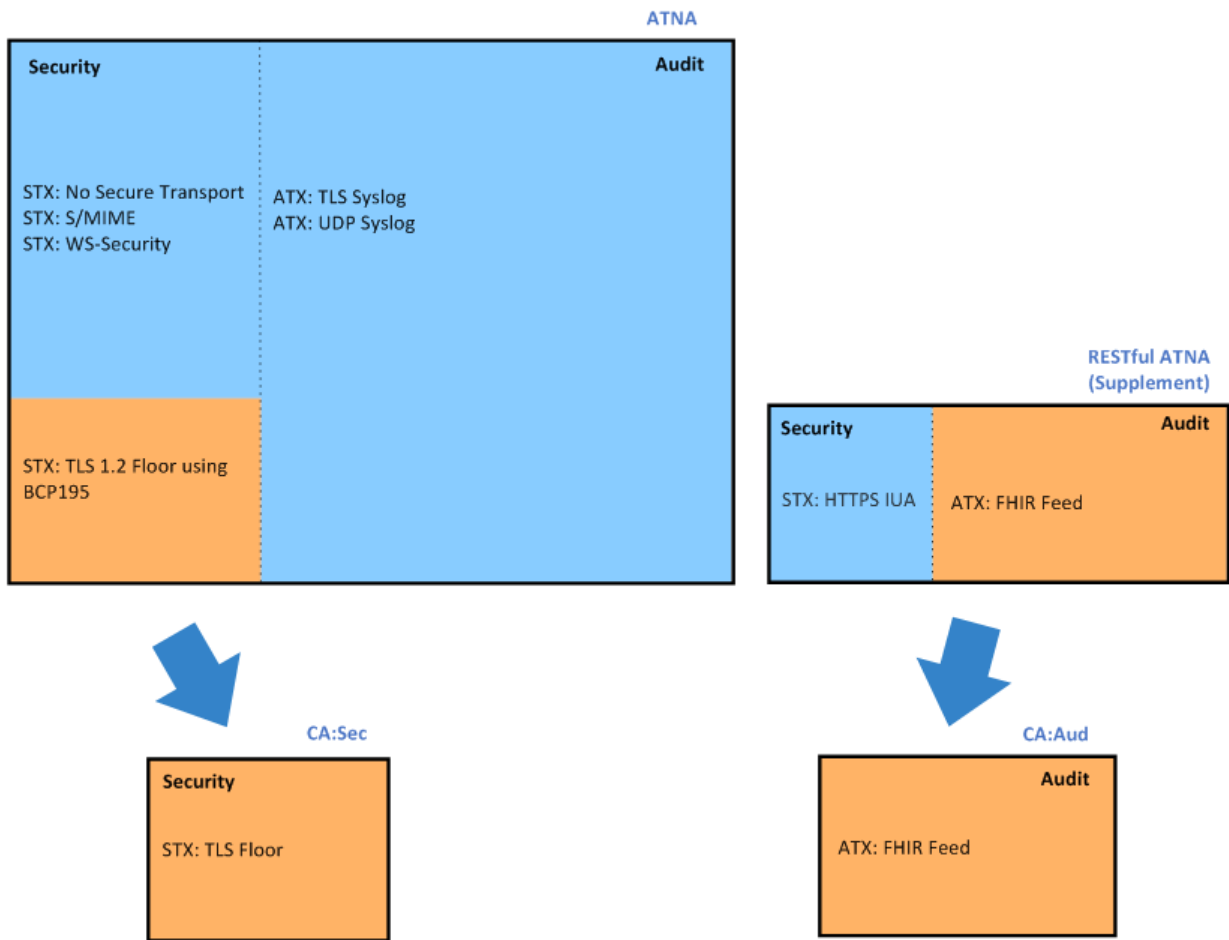 ATNA
Security
Audit
STX: No Secure Transport
STX: S/MIME
STX: WS-Security
ATX: TLS Syslog
ATX: UDP Syslog
STX: TLS 1.2 Floor using
BCP195
RESTful ATNA
(Supplement)
Security
Audit
STX: HTTPS IUA
ATX: FHIR Feed
CA:Sec
Security
STX: TLS Floor
CA:Aud
Audit
ATX: FHIR Feed